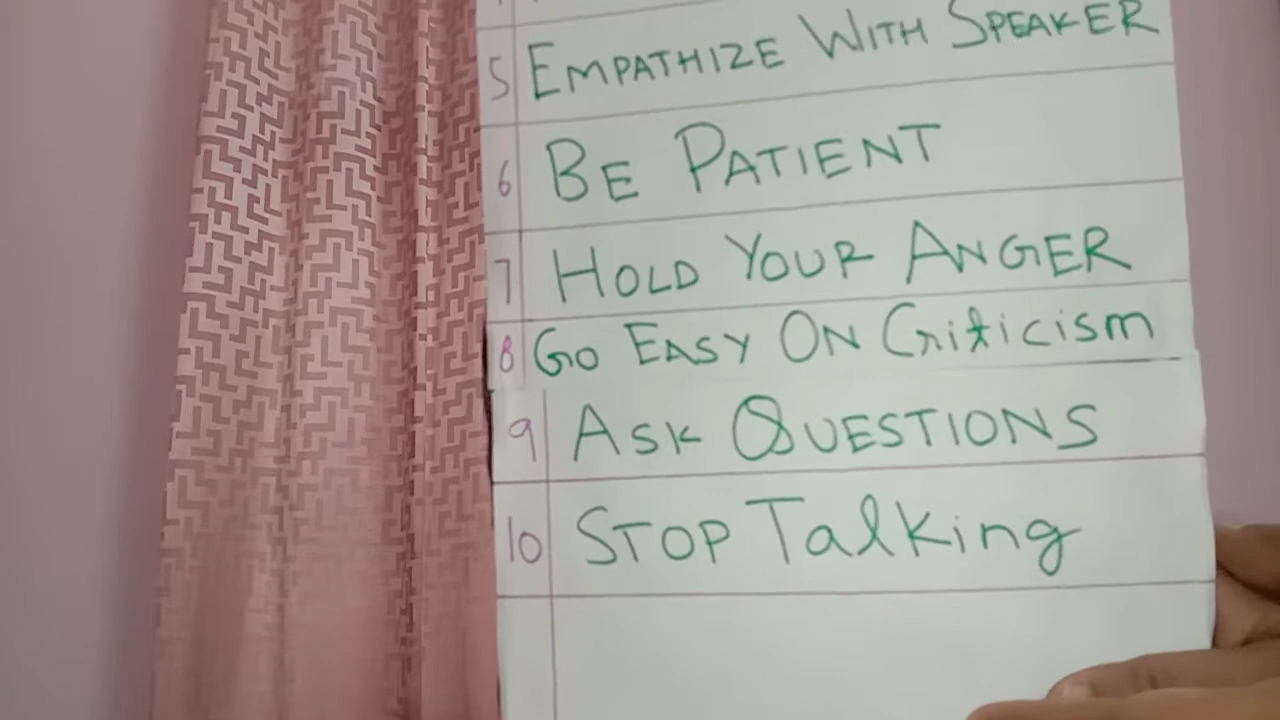 5 EMPATHIZE WITH SPEAKER
6 BE PATIENT
7 HOLD YOUR ANGER
8 GO EASY ON CRiticism
9 ASK QUESTIONS
10 STOP Talking